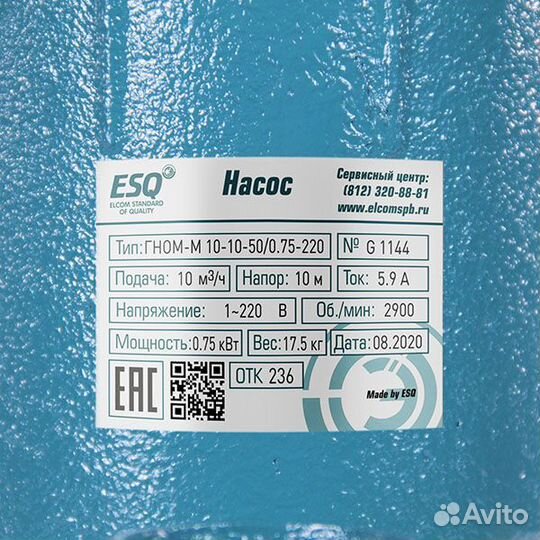 ESQ
ELCOM STANDARD
OF QUALITY
Насос
Сервисный центр:
(812) 320-88-81
www.elcomspb.ru
Тип: ГНОМ-М 10-10-50/0.75-220
№ G 1144
Подача: 10 м³/ч
Напор: 10 м
Ток: 5.9 А
Напряжение: 1~220 В
Об./мин: 2900
Мощность: 0.75 кВт
Вес: 17.5 кг
Дата: 08.2020
EAC
ОТК 236
Made by ESQ
Avito